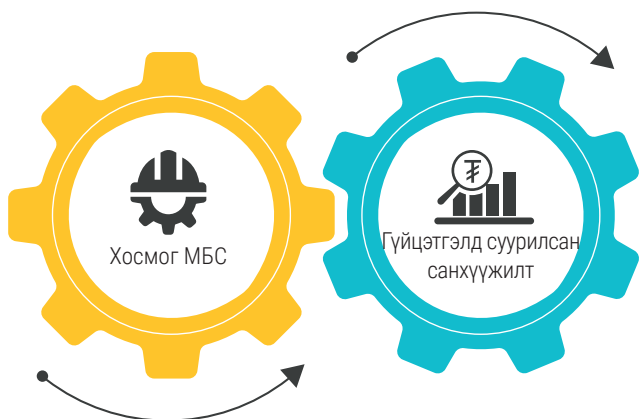 Хосмог МБС
₮
Гүйцэтгэлд суурилсан
санхүүжилт